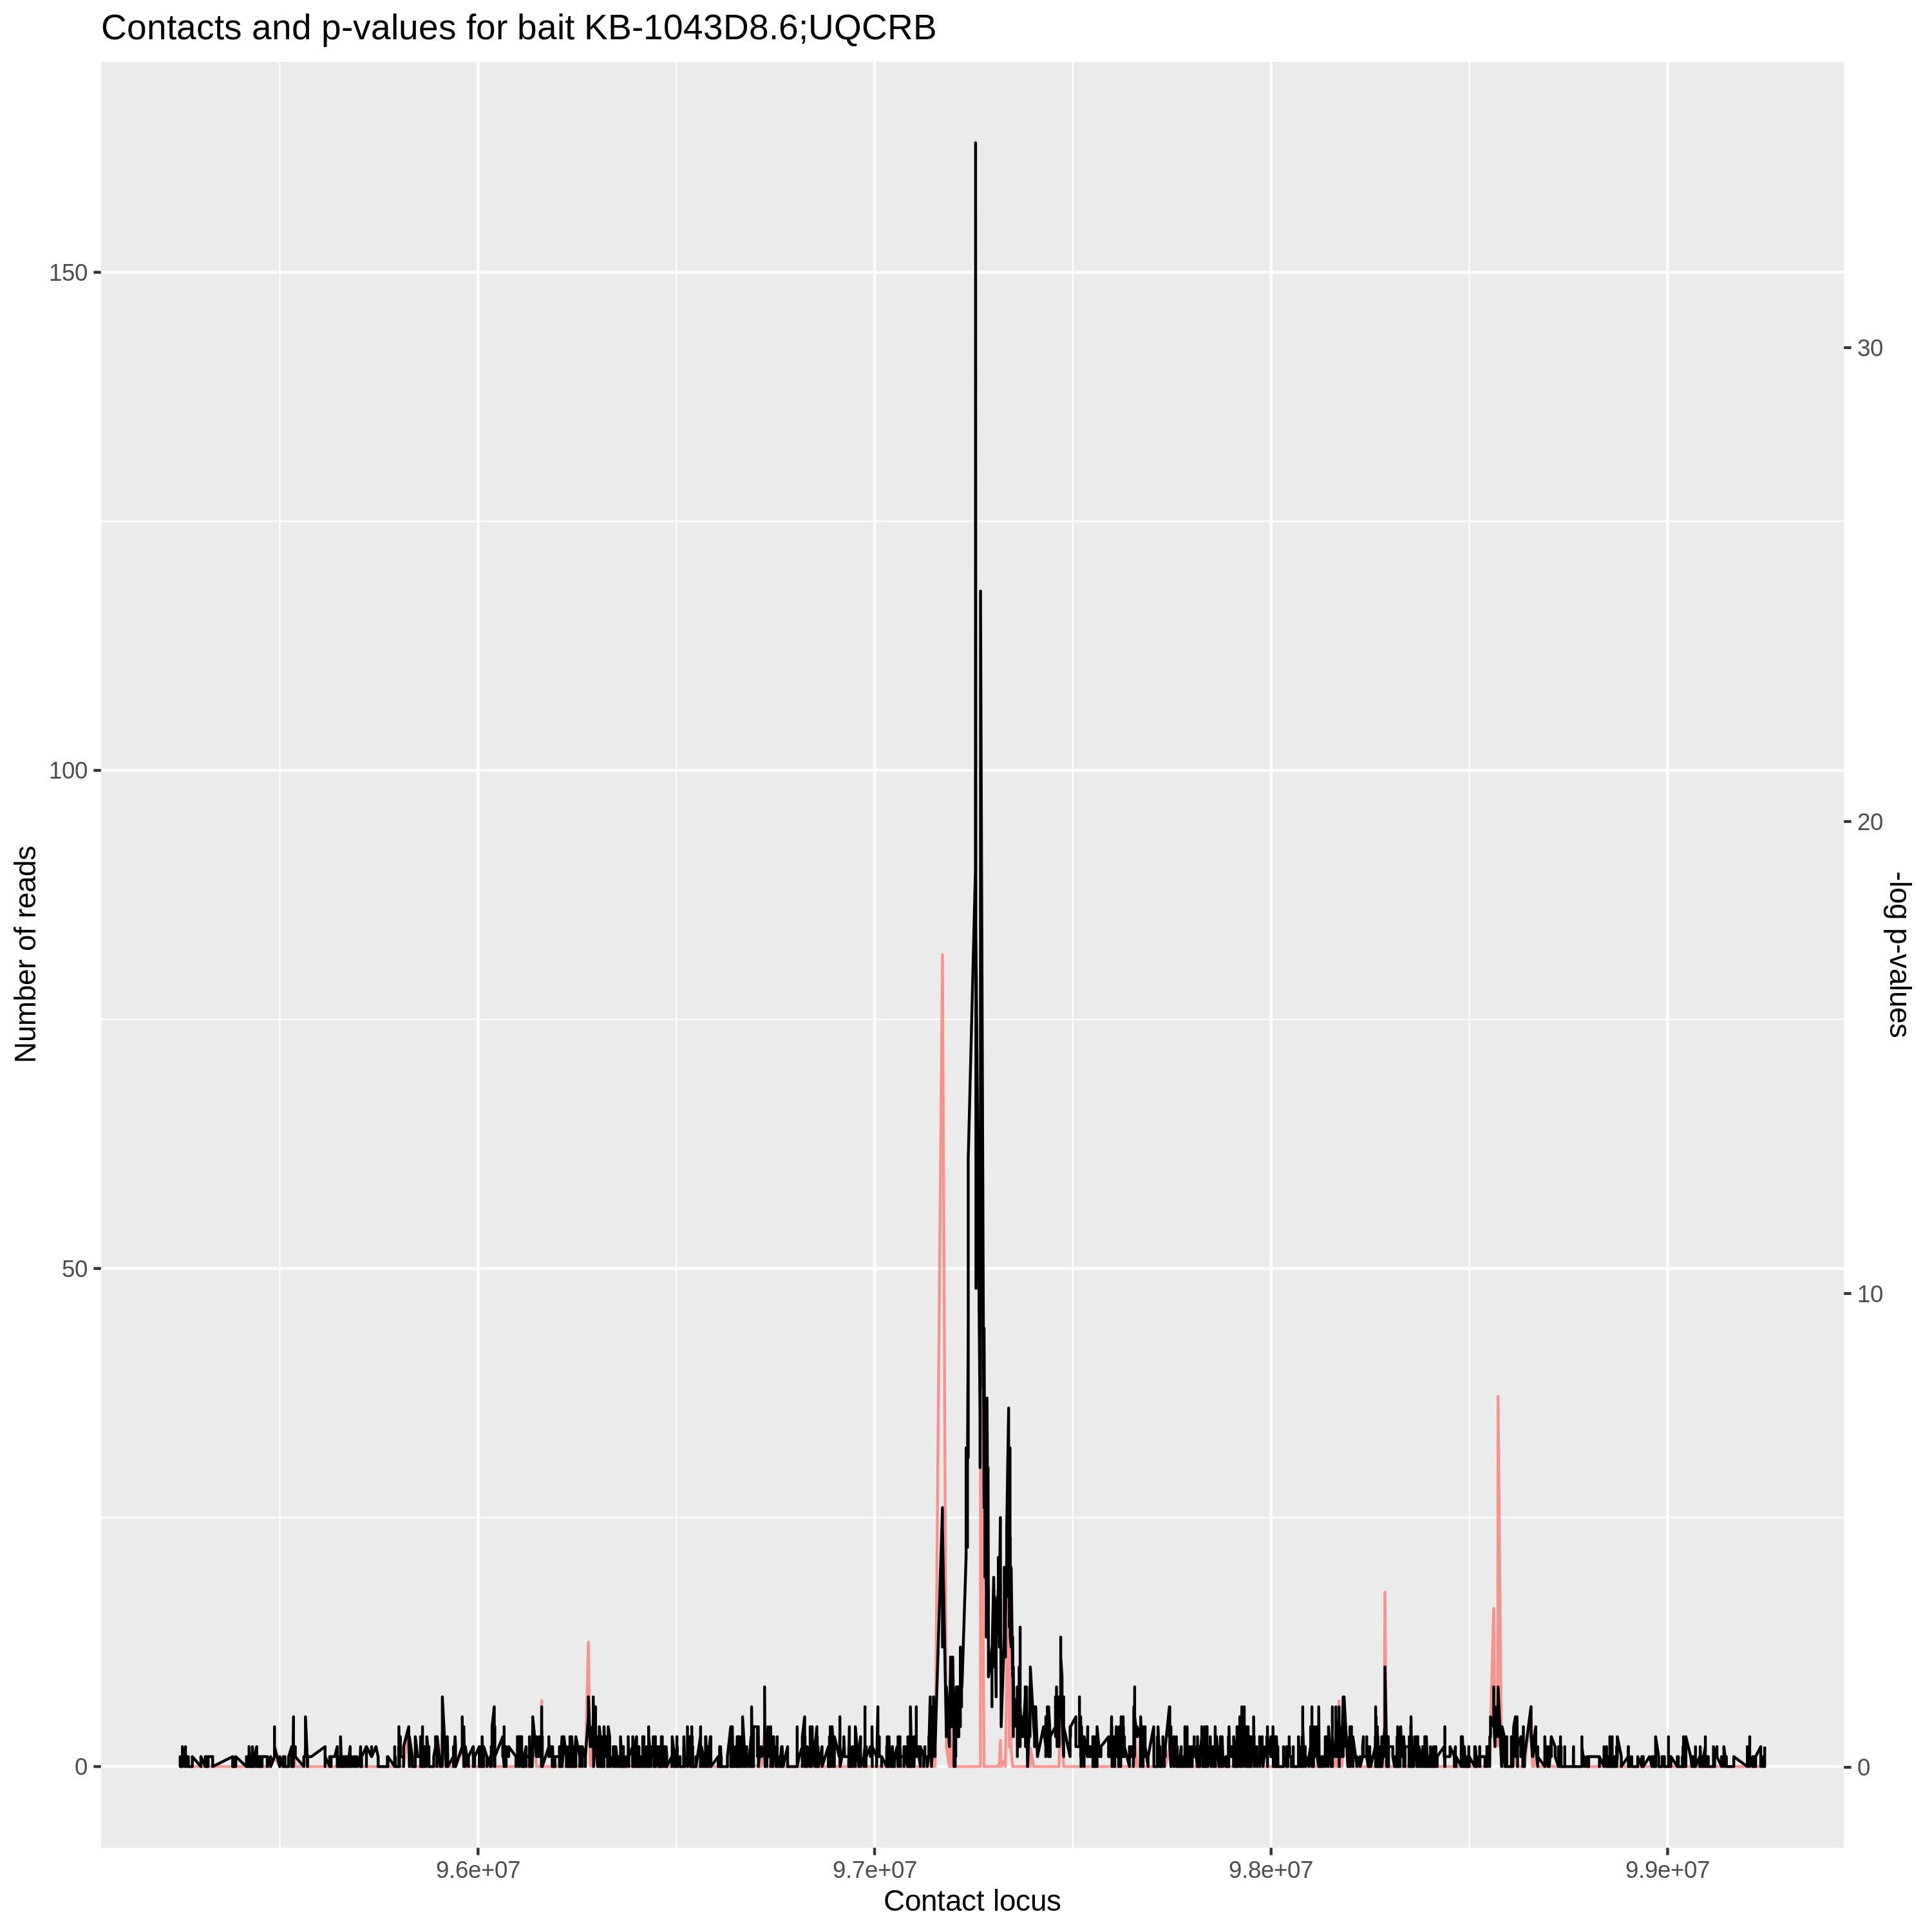 Contacts and p-values for bait KB-1043D8.6;UQCRB
150
100
50
0
30
20
10
0
Number of reads
-log p-values
9.6e+07 9.7e+07 9.8e+07 9.9e+07
Contact locus